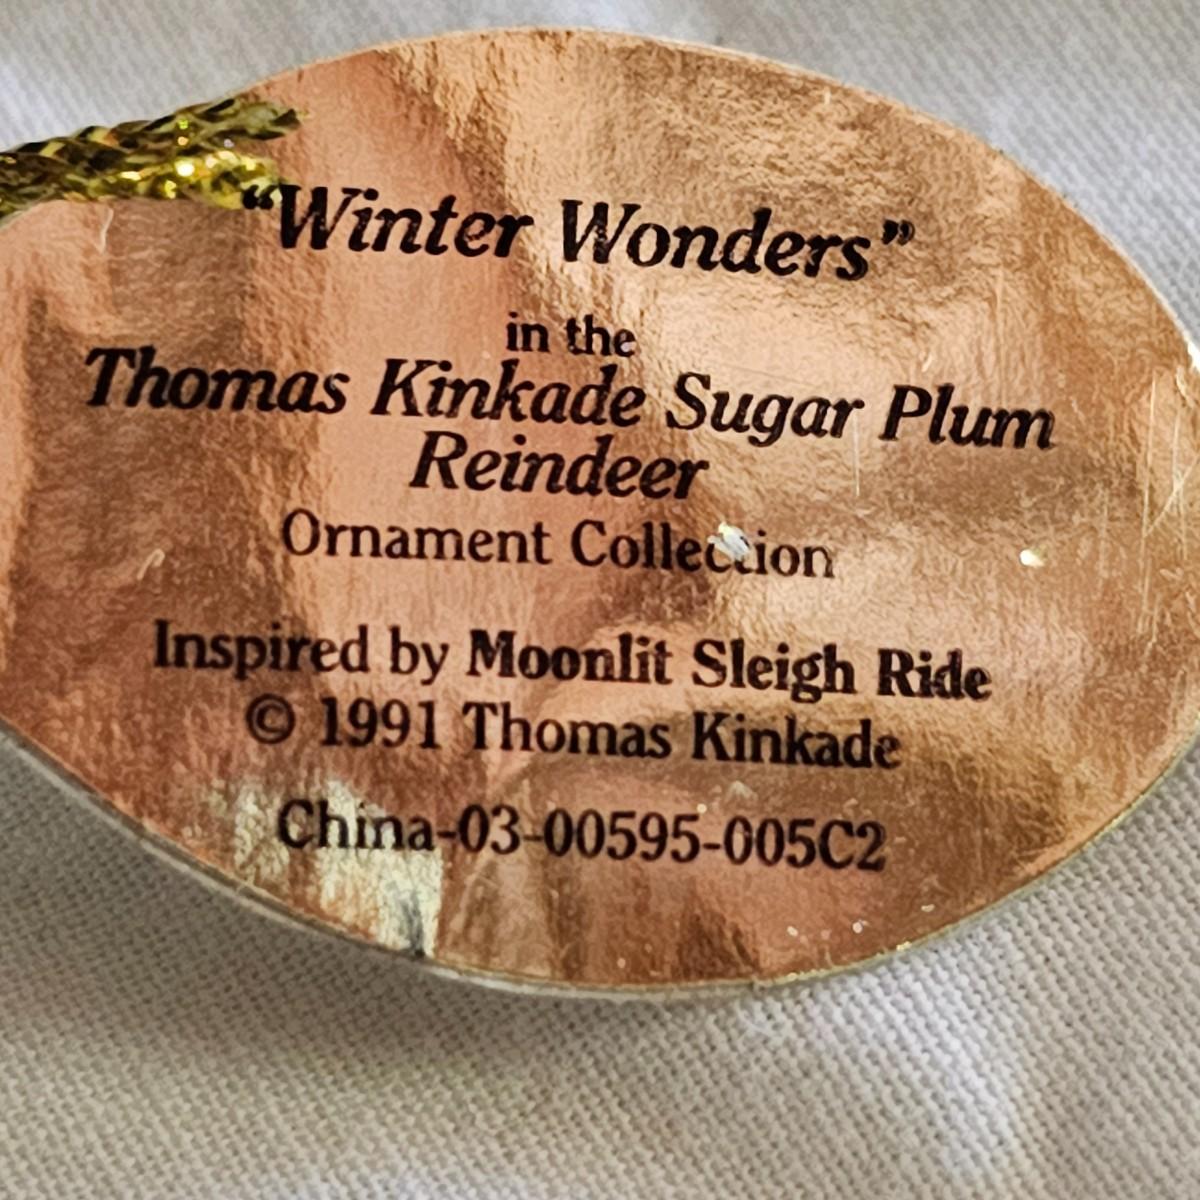 “Winter Wonders”
in the
Thomas Kinkade Sugar Plum
Reindeer
Ornament Collection
Inspired by Moonlit Sleigh Ride
© 1991 Thomas Kinkade
China-03-00595-005C2